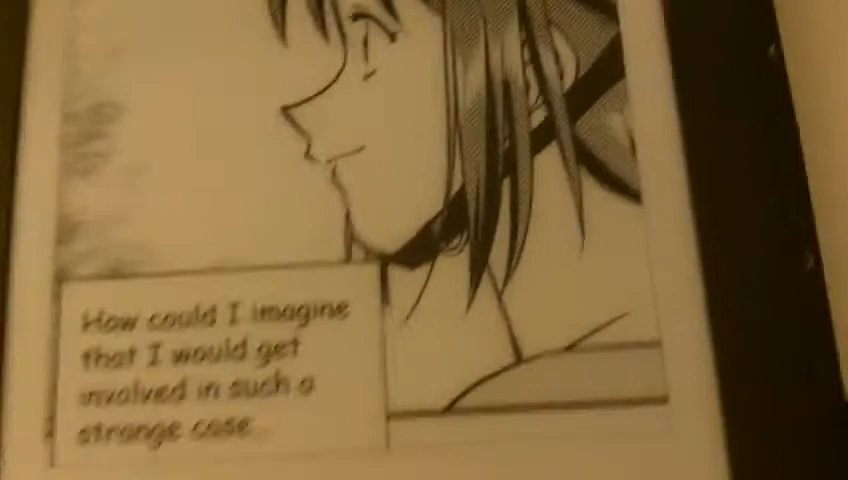 How could I imagine
that I would get
involved in such a
strange case